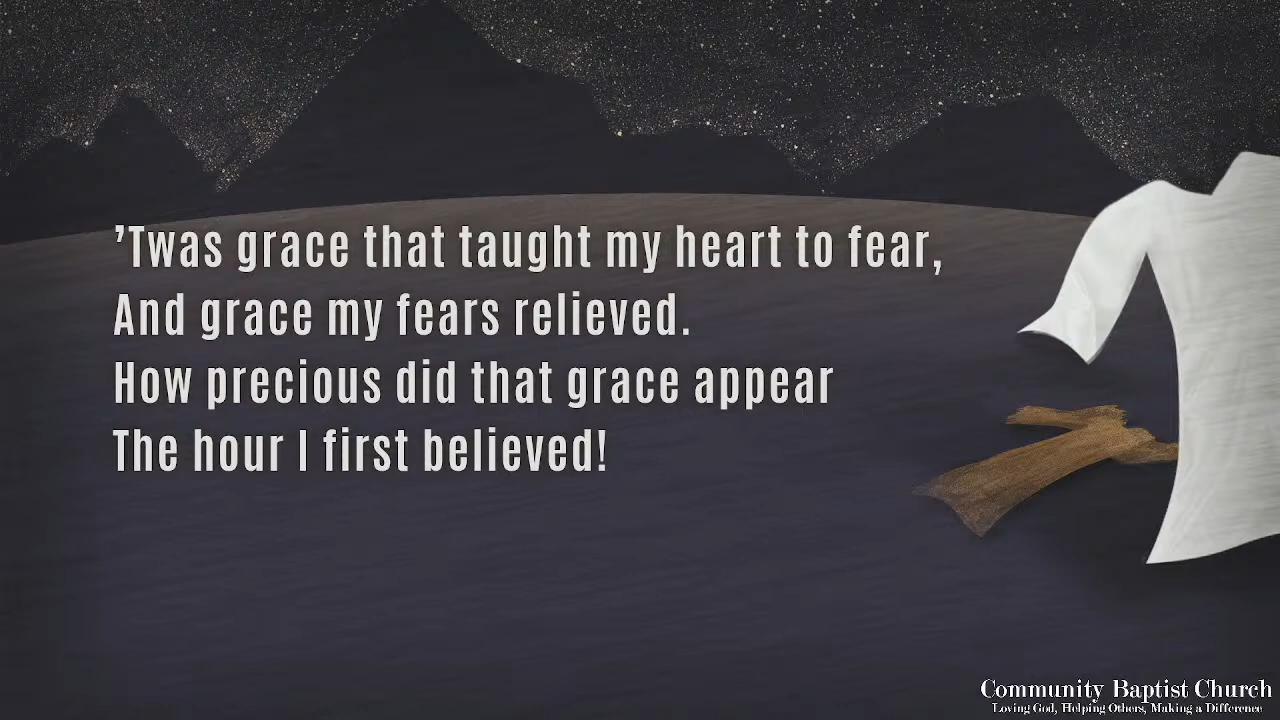 ’Twas grace that taught my heart to fear,
And grace my fears relieved.
How precious did that grace appear
The hour I first believed!
Community Baptist Church
Loving God, Helping Others, Making a Difference